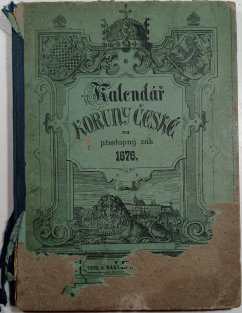 Kalendář
KORUNY ČESKÉ
na
přestupný rok
1876.